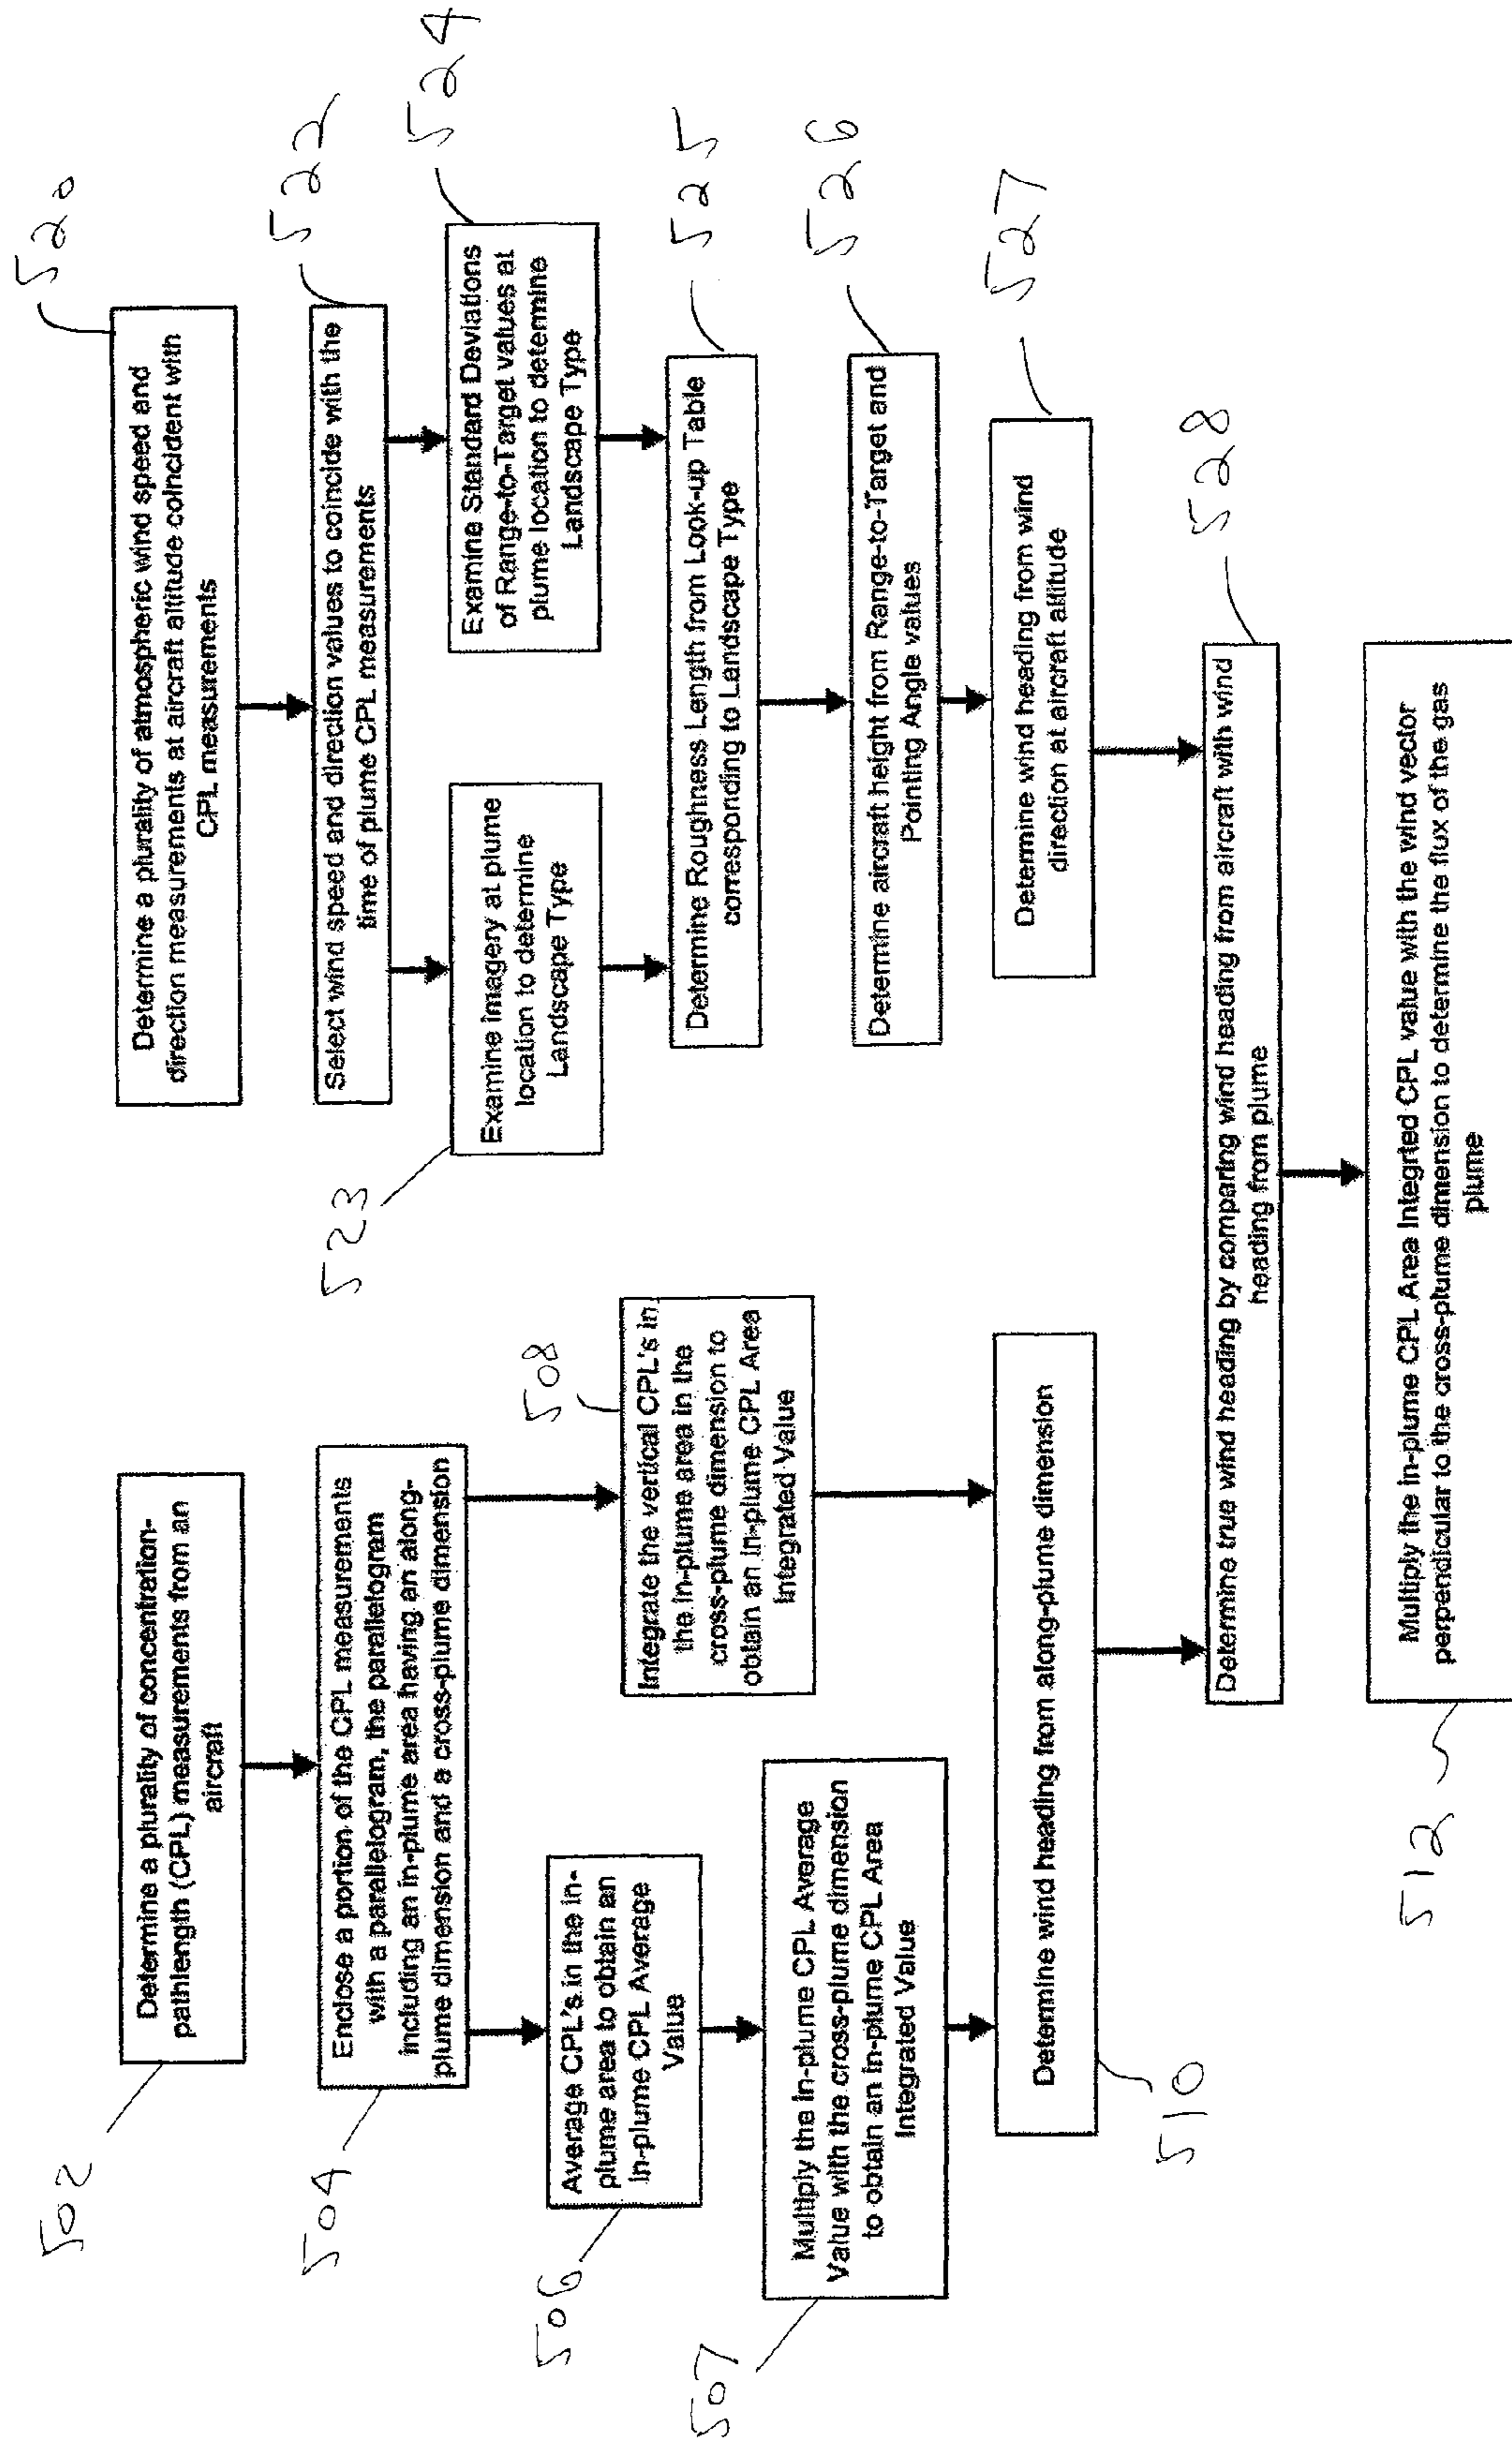 502
Determine a plurality of concentration-
pathlength (CPL) measurements from an
aircraft
504
Enclose a portion of the CPL measurements
with a parallelogram, the parallelogram
including an in-plume area having an along-
plume dimension and a cross-plume dimension
506
Average CPL's in the in-
plume area to obtain an
in-plume CPL Average
Value
507
Multiply the in-plume CPL Average
Value with the cross-plume dimension
to obtain an in-plume CPL Area
Integrated Value
508
Integrate the vertical CPL's in
the in-plume area in the
cross-plume dimension to
obtain an in-plume CPL Area
Integrated Value
510
Determine wind heading from along-plume dimension
520
Determine a plurality of atmospheric wind speed and
direction measurements at aircraft altitude coincident with
CPL measurements
522
Select wind speed and direction values to coincide with the
time of plume CPL measurements
523
Examine imagery at plume
location to determine
Landscape Type
524
Examine Standard Deviations
of Range-to-Target values at
plume location to determine
Landscape Type
525
Determine Roughness Length from Look-up Table
corresponding to Landscape Type
526
Determine aircraft height from Range-to-Target and
Pointing Angle values
527
Determine wind heading from wind
direction at aircraft altitude
528
Determine true wind heading by comparing wind heading from aircraft with wind
heading from plume
512
Multiply the in-plume CPL Area Integrted CPL value with the wind vector
perpendicular to the cross-plume dimension to determine the flux of the gas
plume